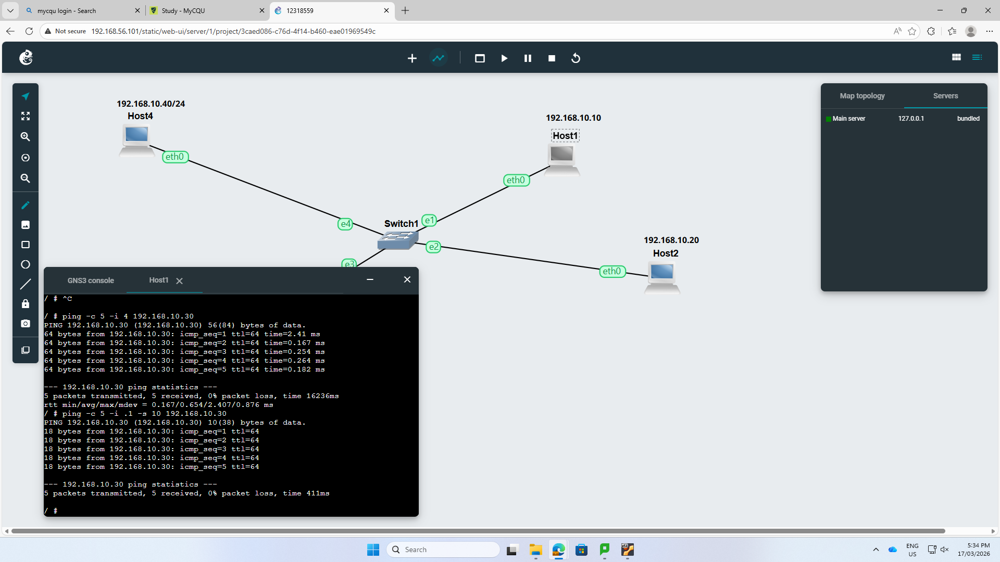 mycqu login - Search
Study - MyCQU
12318559
Not secure 192.168.56.101/static/web-ui/server/1/project/3caed086-c76d-4f14-b460-eae01969549c
Map topology Servers
Main server 127.0.0.1 bundled
192.168.10.40/24
Host4
eth0
192.168.10.10
Host1
eth0
e4
Switch1
e1
e2
e3
192.168.10.20
Host2
eth0
GNS3 console Host1
/ # ^C
/ # ping -c 5 -i 4 192.168.10.30
PING 192.168.10.30 (192.168.10.30) 56(84) bytes of data.
64 bytes from 192.168.10.30: icmp_seq=1 ttl=64 time=2.41 ms
64 bytes from 192.168.10.30: icmp_seq=2 ttl=64 time=0.167 ms
64 bytes from 192.168.10.30: icmp_seq=3 ttl=64 time=0.254 ms
64 bytes from 192.168.10.30: icmp_seq=4 ttl=64 time=0.264 ms
64 bytes from 192.168.10.30: icmp_seq=5 ttl=64 time=0.182 ms
--- 192.168.10.30 ping statistics ---
5 packets transmitted, 5 received, 0% packet loss, time 16236ms
rtt min/avg/max/mdev = 0.167/0.654/2.407/0.876 ms
/ # ping -c 5 -i .1 -s 10 192.168.10.30
PING 192.168.10.30 (192.168.10.30) 10(38) bytes of data.
18 bytes from 192.168.10.30: icmp_seq=1 ttl=64
18 bytes from 192.168.10.30: icmp_seq=2 ttl=64
18 bytes from 192.168.10.30: icmp_seq=3 ttl=64
18 bytes from 192.168.10.30: icmp_seq=4 ttl=64
18 bytes from 192.168.10.30: icmp_seq=5 ttl=64
--- 192.168.10.30 ping statistics ---
5 packets transmitted, 5 received, 0% packet loss, time 411ms
/ #
Search
ENG
US
5:34 PM
17/03/2026